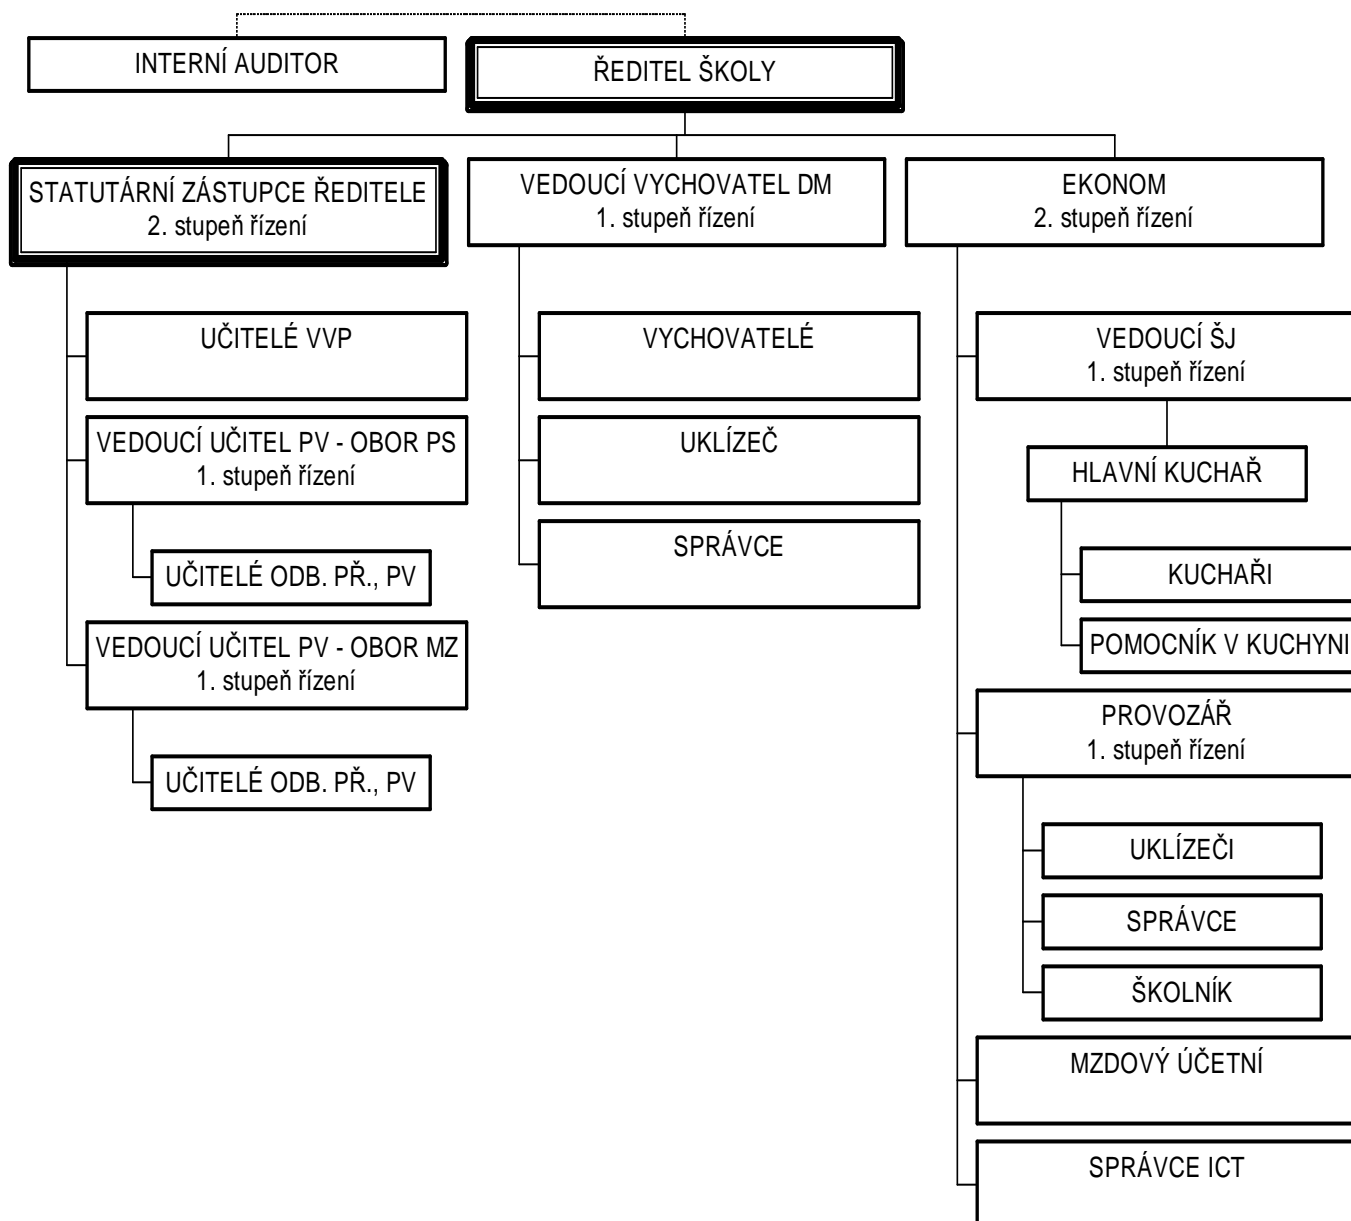 INTERNÍ AUDITOR
ŘEDITEL ŠKOLY
STATUTÁRNÍ ZÁSTUPCE ŘEDITELE
2. stupeň řízení
VEDOUCÍ VYCHOVATEL DM
1. stupeň řízení
EKONOM
2. stupeň řízení
UČITELÉ VVP
VEDOUCÍ UČITEL PV - OBOR PS
1. stupeň řízení
UČITELÉ ODB. PŘ., PV
VEDOUCÍ UČITEL PV - OBOR MZ
1. stupeň řízení
UČITELÉ ODB. PŘ., PV
VYCHOVATELÉ
UKLÍZEČ
SPRÁVCE
VEDOUCÍ ŠJ
1. stupeň řízení
HLAVNÍ KUCHAŘ
KUCHAŘI
POMOCNÍK V KUCHYNI
PROVOZÁŘ
1. stupeň řízení
UKLÍZEČI
SPRÁVCE
ŠKOLNÍK
MZDOVÝ ÚČETNÍ
SPRÁVCE ICT